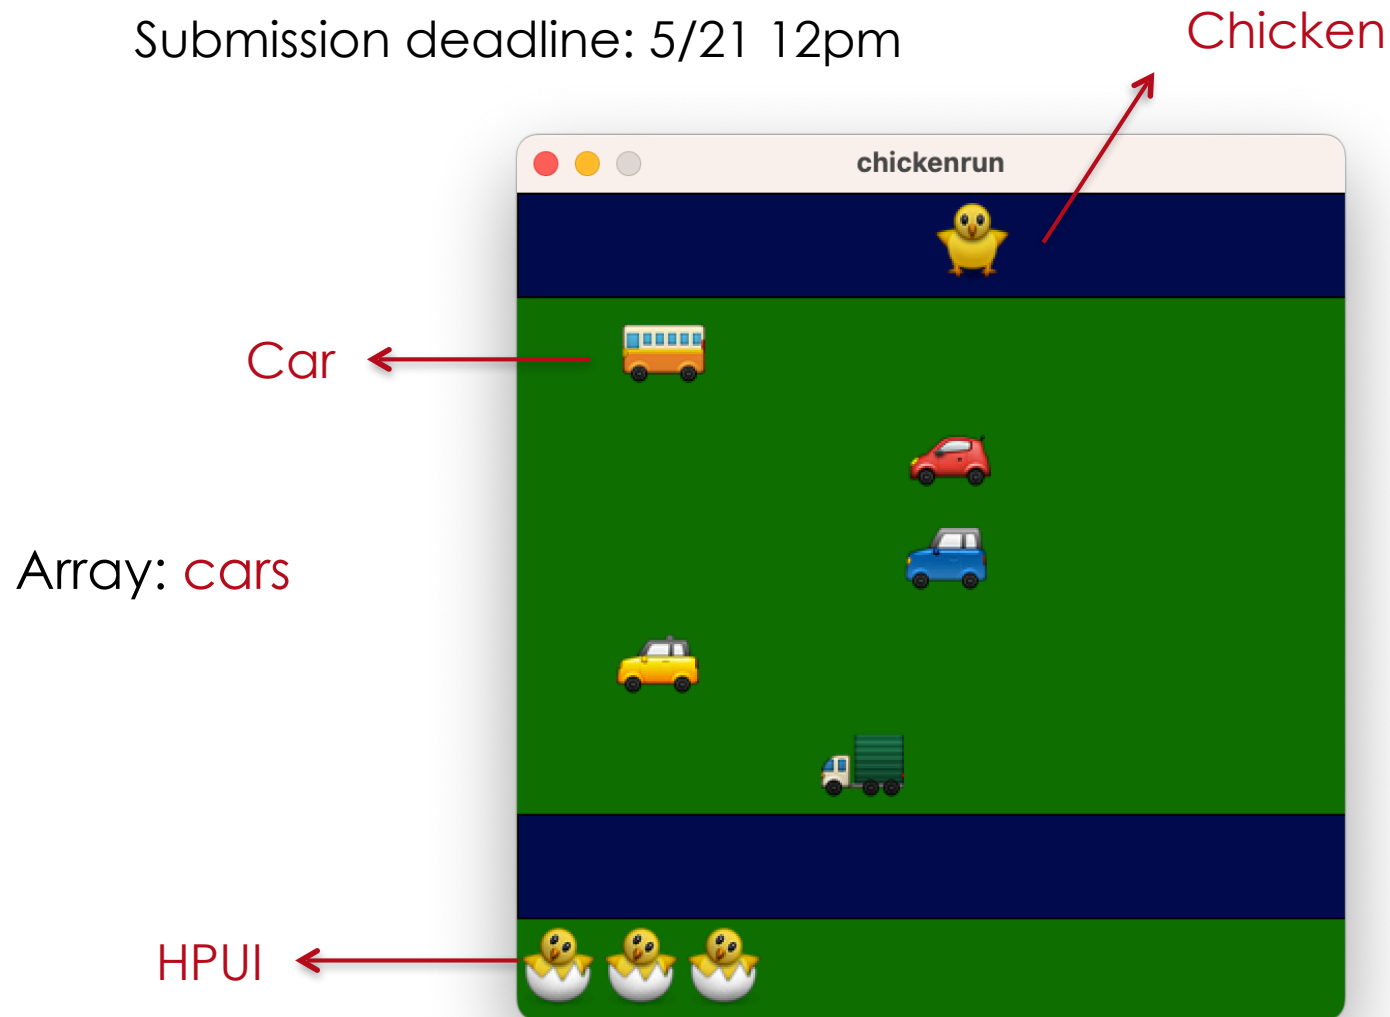 Submission deadline: 5/21 12pm
Chicken
chickenrun
Car
Array: cars
HPUI